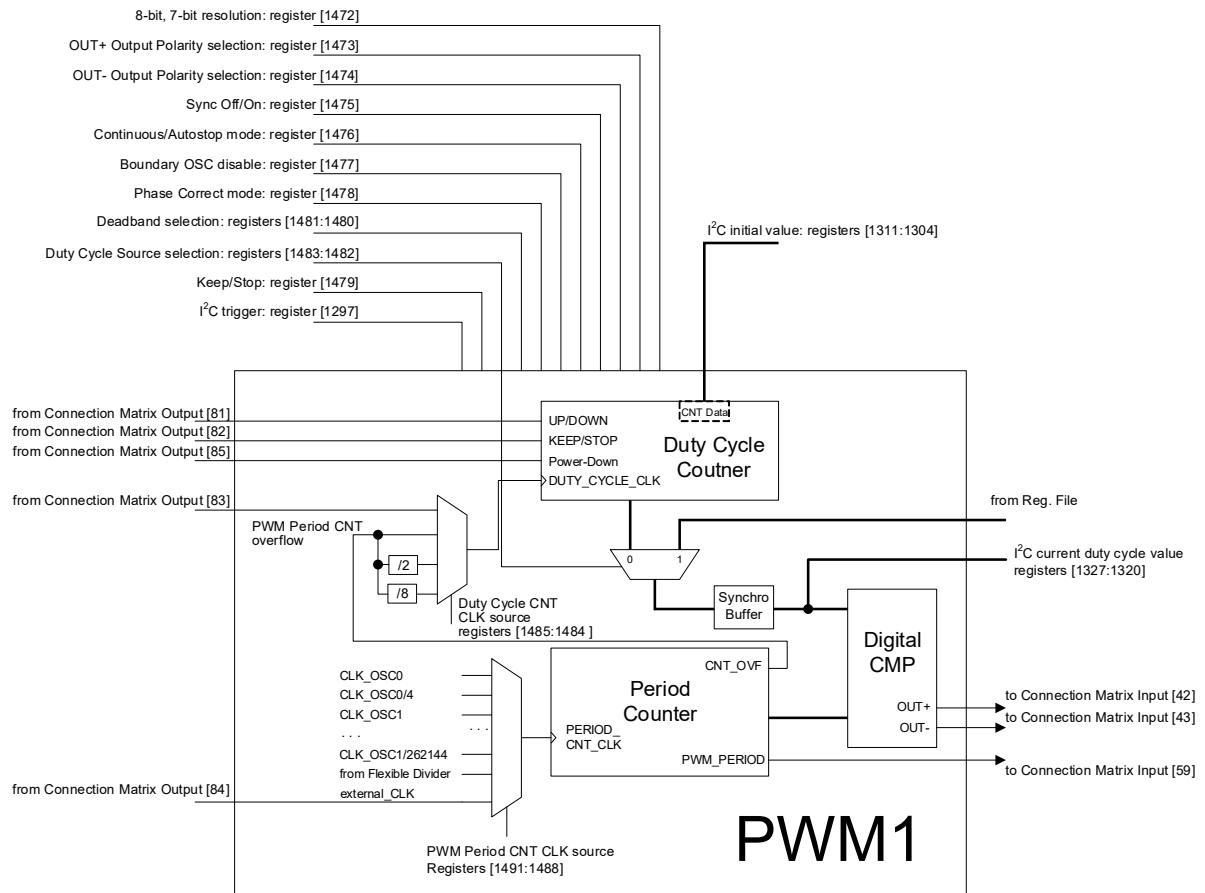 8-bit, 7-bit resolution: register [1472]
OUT+ Output Polarity selection: register [1473]
OUT- Output Polarity selection: register [1474]
Sync Off/On: register [1475]
Continuous/Autostop mode: register [1476]
Boundary OSC disable: register [1477]
Phase Correct mode: register [1478]
Deadband selection: registers [1481:1480]
Duty Cycle Source selection: registers [1483:1482]
Keep/Stop: register [1479]
I2C trigger: register [1297]
I2C initial value: registers [1311:1304]
from Connection Matrix Output [81]
from Connection Matrix Output [82]
from Connection Matrix Output [85]
from Connection Matrix Output [83]
UP/DOWN
KEEP/STOP
Power-Down
DUTY_CYCLE_CLK
CNT Data
Duty Cycle
Coutner
PWM Period CNT
overflow
/2
/8
Duty Cycle CNT
CLK source
registers [1485:1484 ]
0
1
from Reg. File
I2C current duty cycle value
registers [1327:1320]
Synchro
Buffer
Digital
CMP
OUT+
OUT-
to Connection Matrix Input [42]
to Connection Matrix Input [43]
CNT_OVF
Period
Counter
PERIOD_
CNT_CLK
PWM_PERIOD
to Connection Matrix Input [59]
CLK_OSC0
CLK_OSC0/4
CLK_OSC1
. . .
. . .
CLK_OSC1/262144
from Flexible Divider
external_CLK
from Connection Matrix Output [84]
PWM Period CNT CLK source
Registers [1491:1488]
PWM1